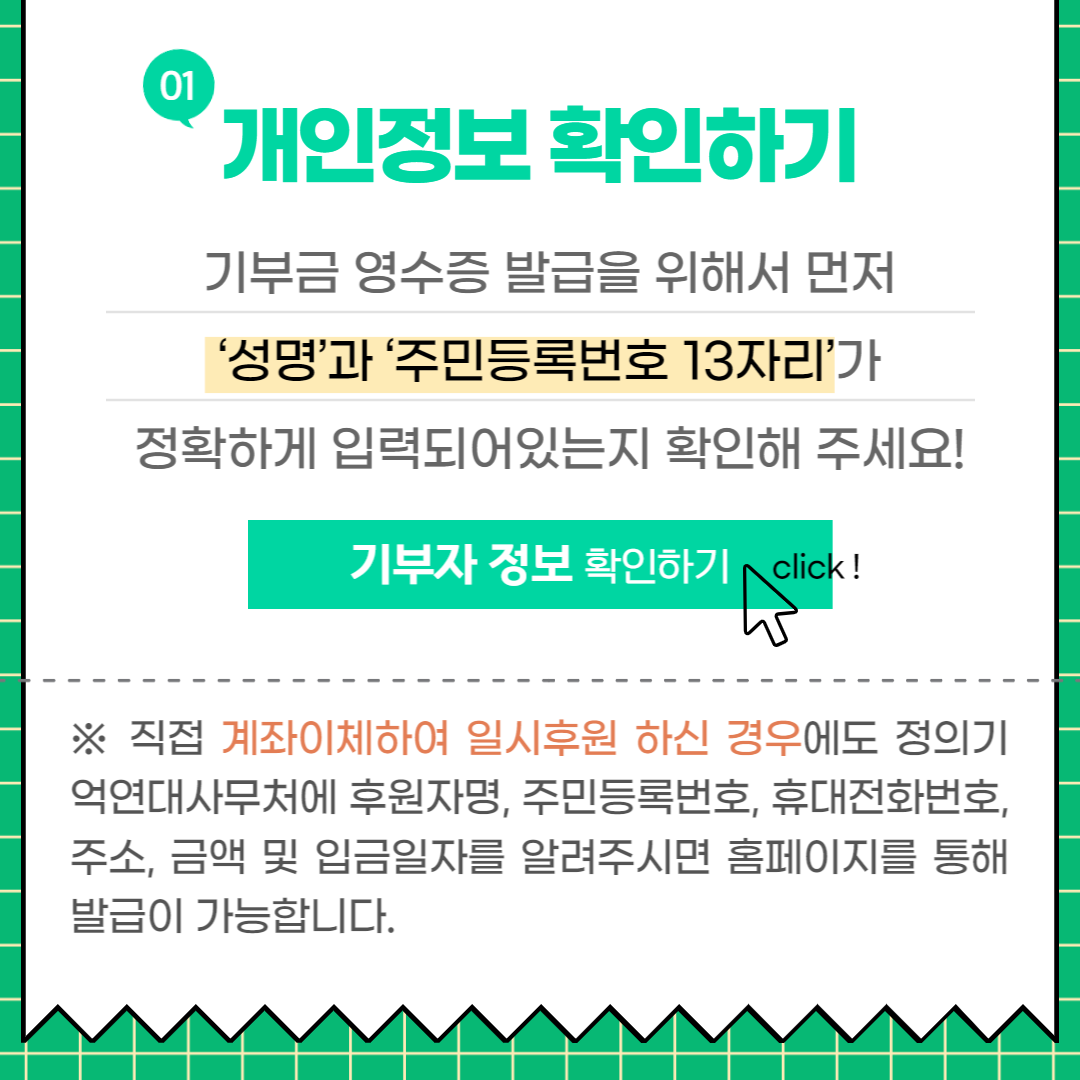 01
개인정보 확인하기
기부금 영수증 발급을 위해서 먼저
‘성명’과 ‘주민등록번호 13자리’가
정확하게 입력되어있는지 확인해 주세요!
기부자 정보 확인하기 click !
※ 직접 계좌이체하여 일시후원 하신 경우에도 정의기
억연대사무처에 후원자명, 주민등록번호, 휴대전화번호,
주소, 금액 및 입금일자를 알려주시면 홈페이지를 통해
발급이 가능합니다.